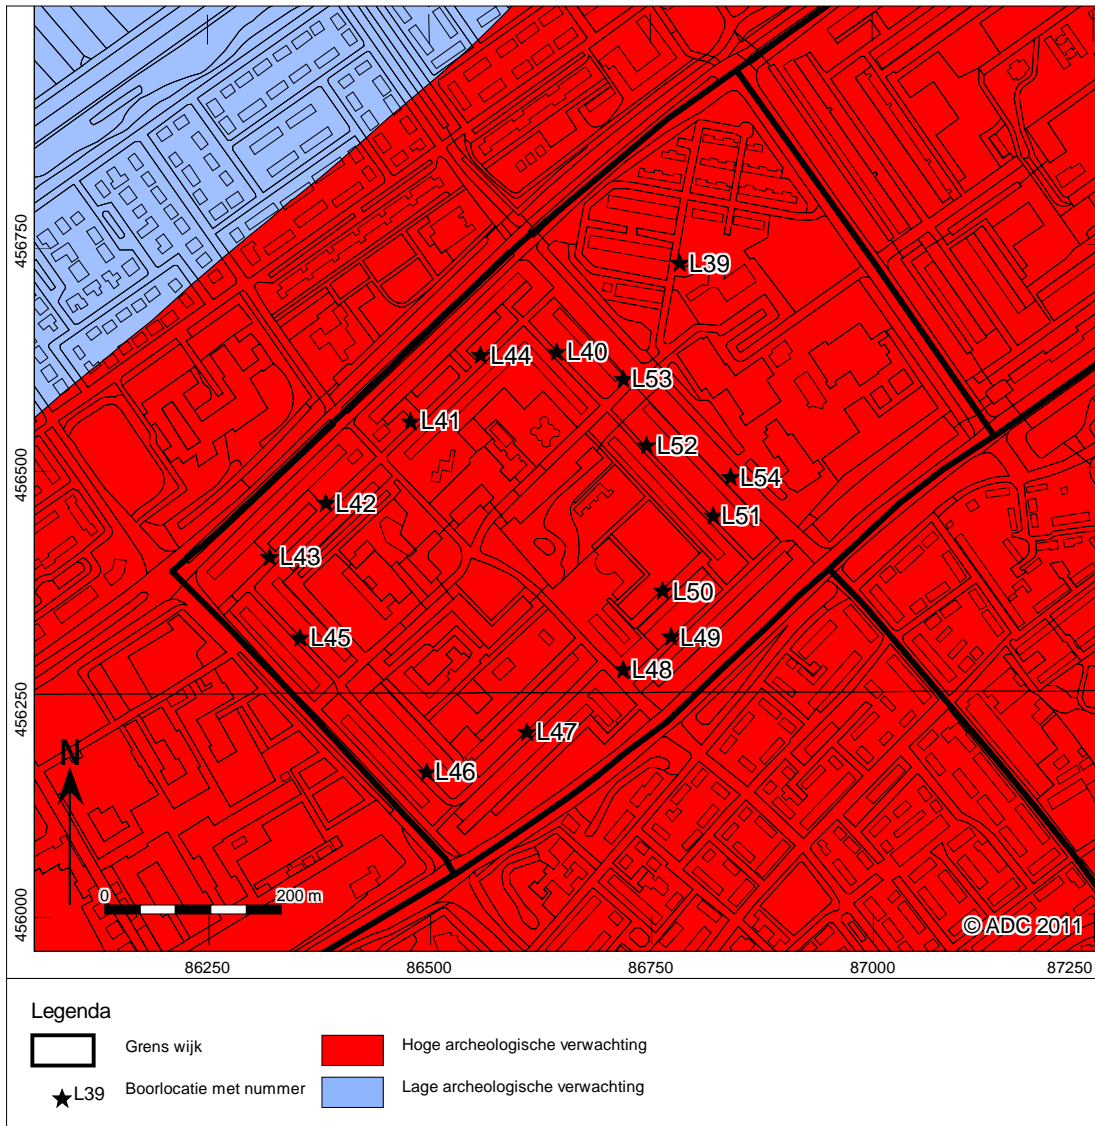 456750
456500
456250
456000
L39
L44
L40
L53
L41
L52
L54
L42
L51
L43
L50
L45
L49
L48
L47
L46
N
0 200 m
© ADC 2011
86250 86500 86750 87000 87250
Legenda
Grens wijk
Hoge archeologische verwachting
L39 Boorlocatie met nummer
Lage archeologische verwachting